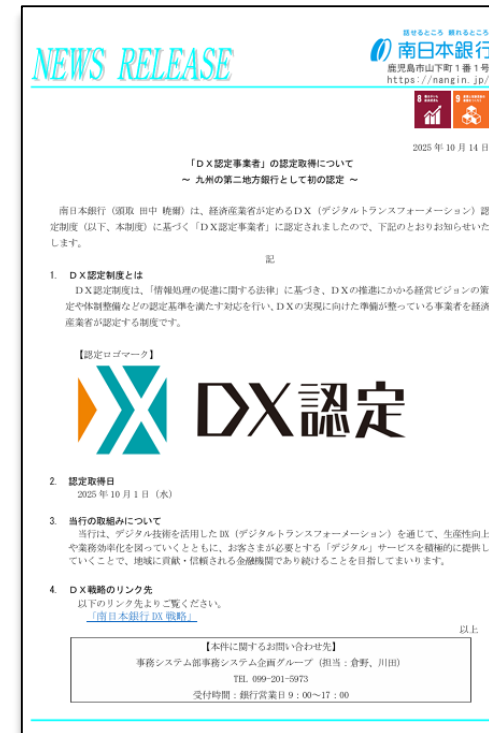 話せるところ 頼れるところ
NEWS RELEASE
南日本銀行
鹿児島市山下町1番1号
https://nangin.jp/
8
9
2025年10月14日
「DX認定事業者」の認定取得について
~ 九州の第二地方銀行として初の認定 ~
南日本銀行(頭取 田中 暁爾)は、経済産業省が定めるDX(デジタルトランスフォーメーション)認
定制度(以下、本制度)に基づく「DX認定事業者」に認定されましたので、下記のとおりお知らせいた
します。
記
1. DX認定制度とは
DX認定制度は、「情報処理の促進に関する法律」に基づき、DXの推進にかかる経営ビジョンの策
定や体制整備などの認定基準を満たす対応を行い、DXの実現に向けた準備が整っている事業者を経済
産業省が認定する制度です。
【認定ロゴマーク】
DX認定
2. 認定取得日
2025年10月1日(水)
3. 当行の取組みについて
当行は、デジタル技術を活用したDX(デジタルトランスフォーメーション)を通じて、生産性向上
や業務効率化を図っていくとともに、お客さまが必要とする「デジタル」サービスを積極的に提供し
ていくことで、地域に貢献・信頼される金融機関であり続けることを目指してまいります。
4. DX戦略のリンク先
以下のリンク先よりご覧ください。
「南日本銀行DX戦略」
以上
【本件に関するお問い合わせ先】
事務システム部事務システム企画グループ(担当:倉野、川田)
TEL 099-201-5973
受付時間:銀行営業日9:00~17:00